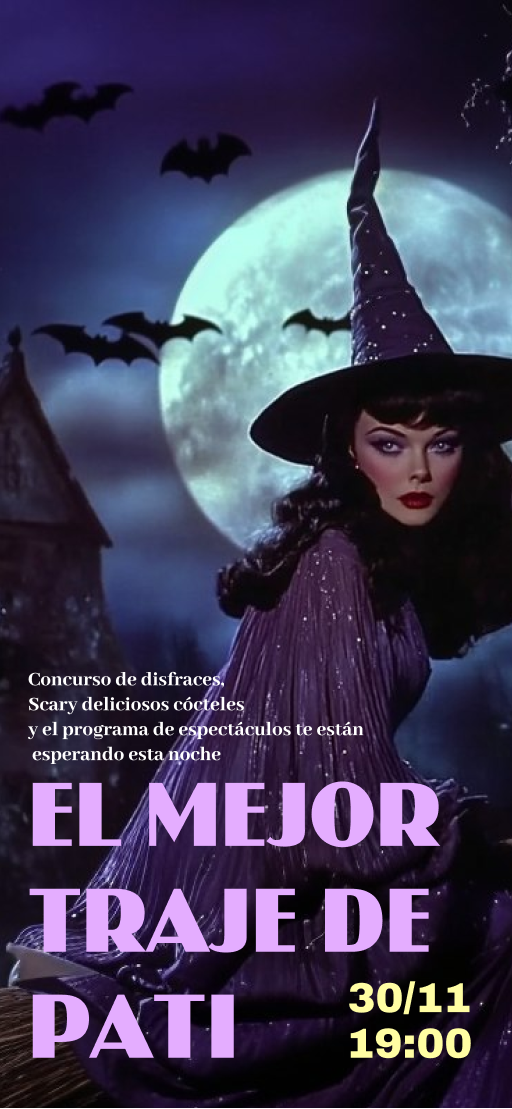 Concurso de disfraces,
Scary deliciosos cócteles
y el programa de espectáculos te están
esperando esta noche
EL MEJOR
TRAJE DE
PATI
30/11
19:00